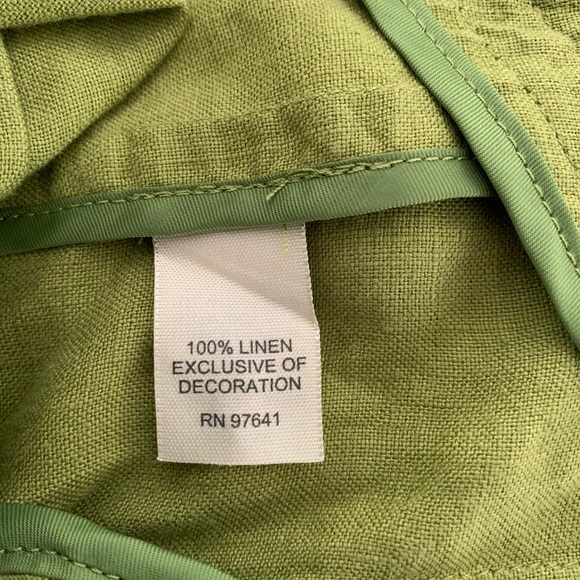 100% LINEN
EXCLUSIVE OF
DECORATION
RN 97641